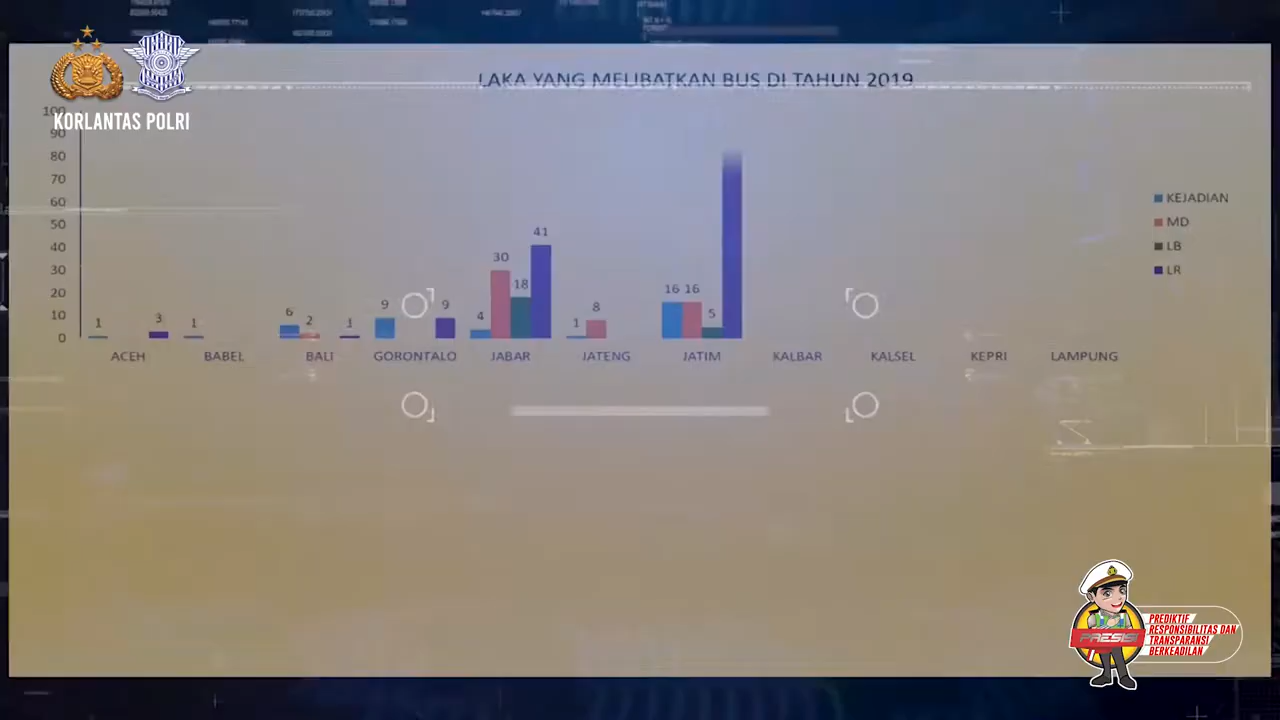 LAKA YANG MELIBATKAN BUS DI TAHUN 2019
KORLANTAS POLRI
100
90
80
70
60
50
40
30
20
10
0
1 3 1 6 2 1 9 9 4 30 18 41 1 8 16 16 5
ACEH BABEL BALI GORONTALO JABAR JATENG JATIM KALBAR KALSEL KEPRI LAMPUNG
KEJADIAN
MD
LB
LR
PRESISI
PREDIKTIF
RESPONSIBILITAS DAN
TRANSPARANSI
BERKEADILAN